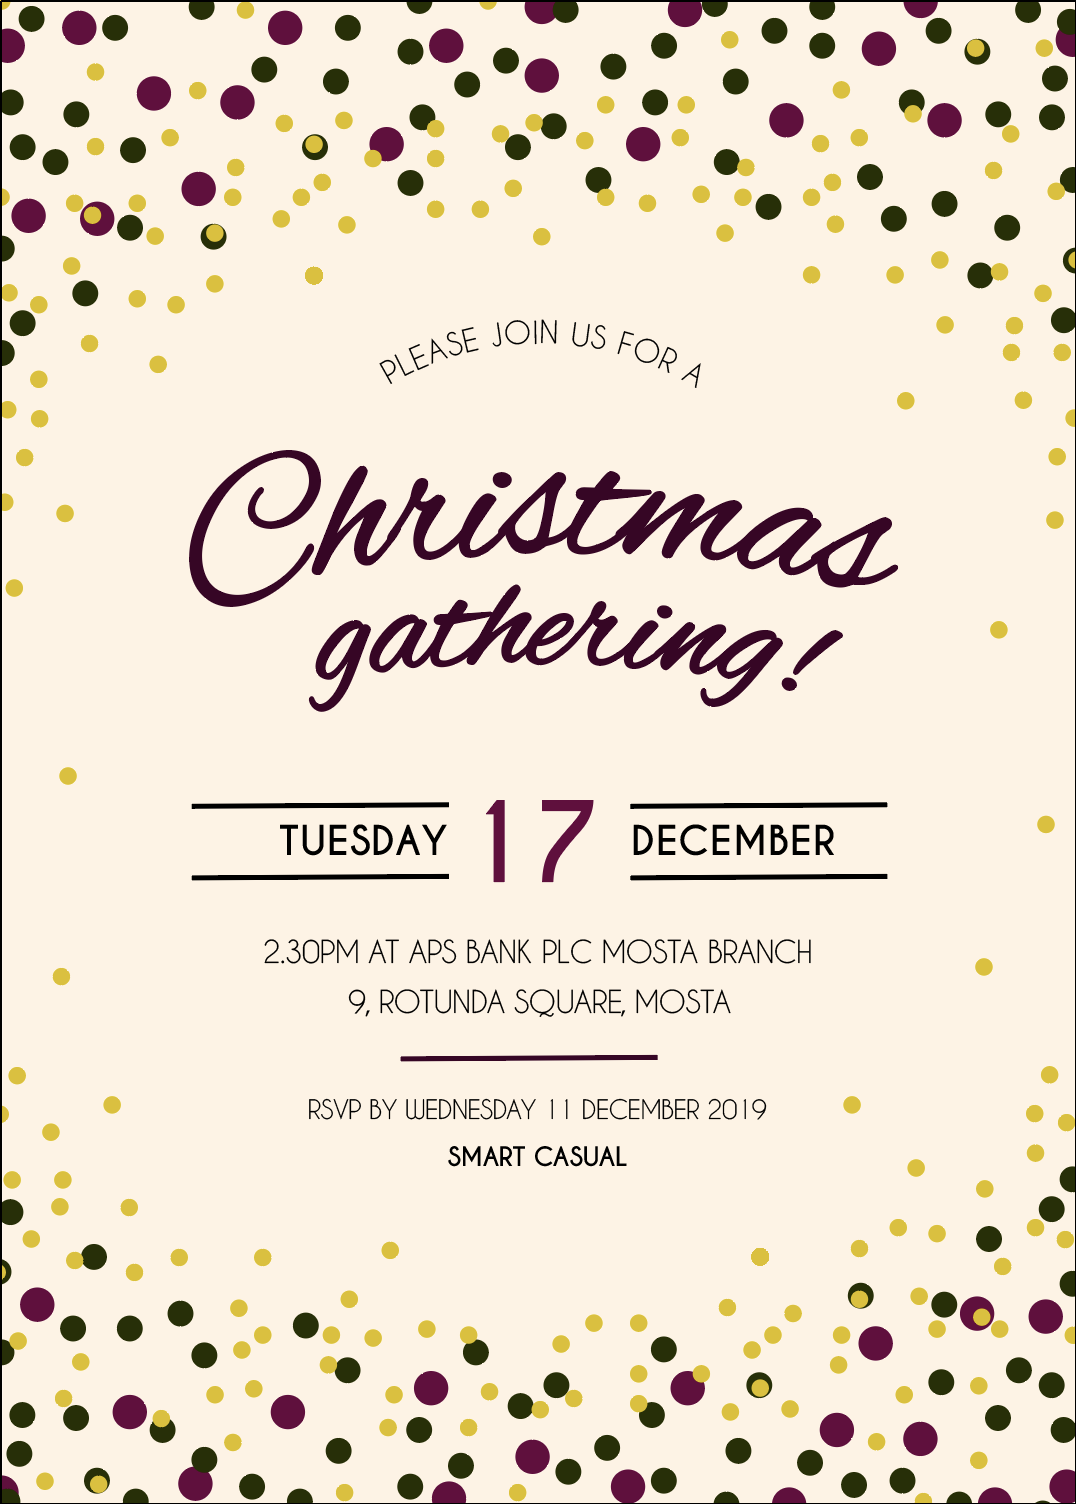 PLEASE JOIN US FOR A
Christmas
gathering!
TUESDAY 17 DECEMBER
2.30PM AT APS BANK PLC MOSTA BRANCH
9, ROTUNDA SQUARE, MOSTA
RSVP BY WEDNESDAY 11 DECEMBER 2019
SMART CASUAL